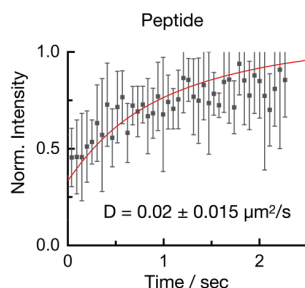 Peptide
Norm. Intensity
1.0
0.5
0.0
D = 0.02 ± 0.015 µm²/s
0 1 2
Time / sec